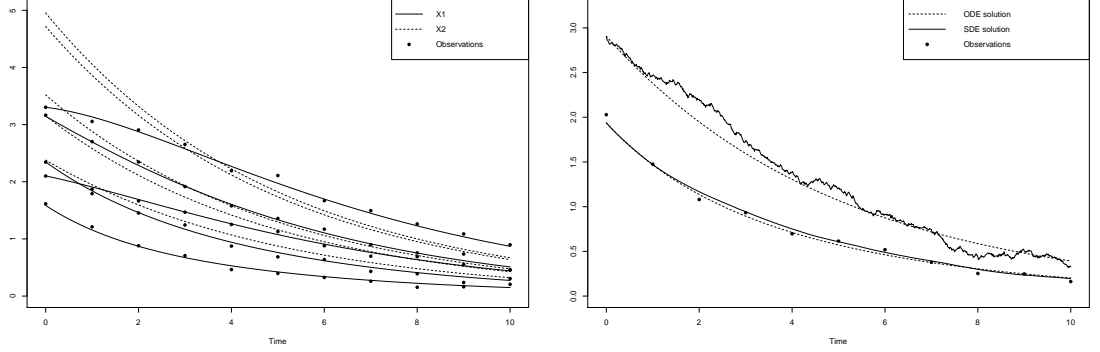 X1
X2
Observations
5
4
3
2
1
0
0 2 4 6 8 10
Time
ODE solution
SDE solution
Observations
3.0
2.5
2.0
1.5
1.0
0.5
0.0
0 2 4 6 8 10
Time